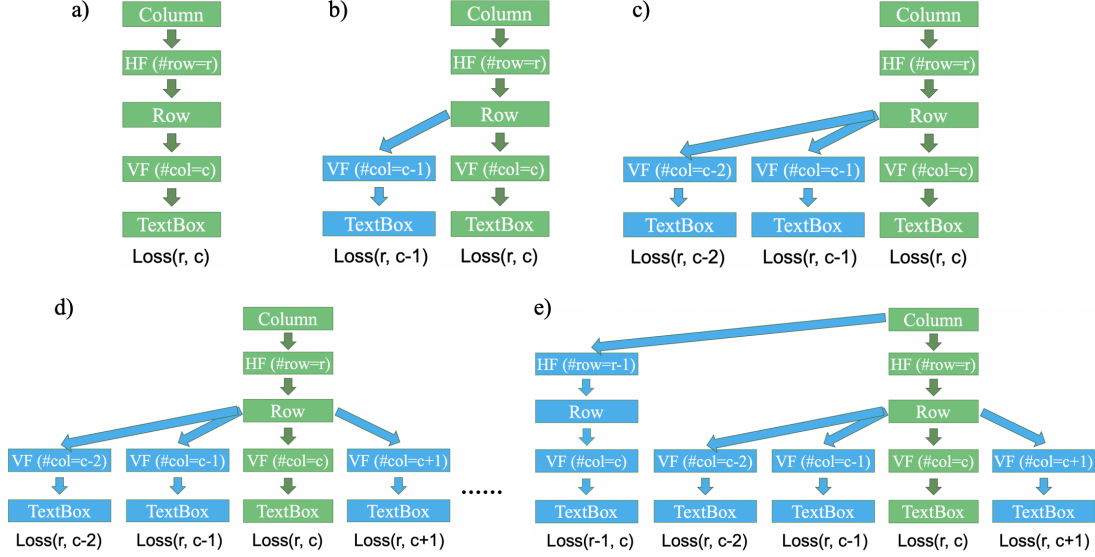 a)
Column
HF (#row=r)
Row
VF (#col=c)
TextBox
Loss(r, c)
b)
Column
HF (#row=r)
Row
VF (#col=c-1) VF (#col=c)
TextBox TextBox
Loss(r, c-1) Loss(r, c)
c)
Column
HF (#row=r)
Row
VF (#col=c-2) VF (#col=c-1) VF (#col=c)
TextBox TextBox TextBox
Loss(r, c-2) Loss(r, c-1) Loss(r, c)
d)
Column
HF (#row=r)
Row
VF (#col=c-2) VF (#col=c-1) VF (#col=c) VF (#col=c+1)
TextBox TextBox TextBox TextBox
Loss(r, c-2) Loss(r, c-1) Loss(r, c) Loss(r, c+1)
......
e)
Column
HF (#row=r-1) HF (#row=r)
Row Row
VF (#col=c) VF (#col=c-2) VF (#col=c-1) VF (#col=c) VF (#col=c+1)
TextBox TextBox TextBox TextBox TextBox
Loss(r-1, c) Loss(r, c-2) Loss(r, c-1) Loss(r, c) Loss(r, c+1)